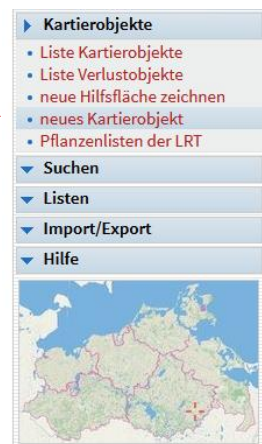 Kartierobjekte
Liste Kartierobjekte
Liste Verlustobjekte
neue Hilfsfläche zeichnen
neues Kartierobjekt
Pflanzenlisten der LRT
Suchen
Listen
Import/Export
Hilfe